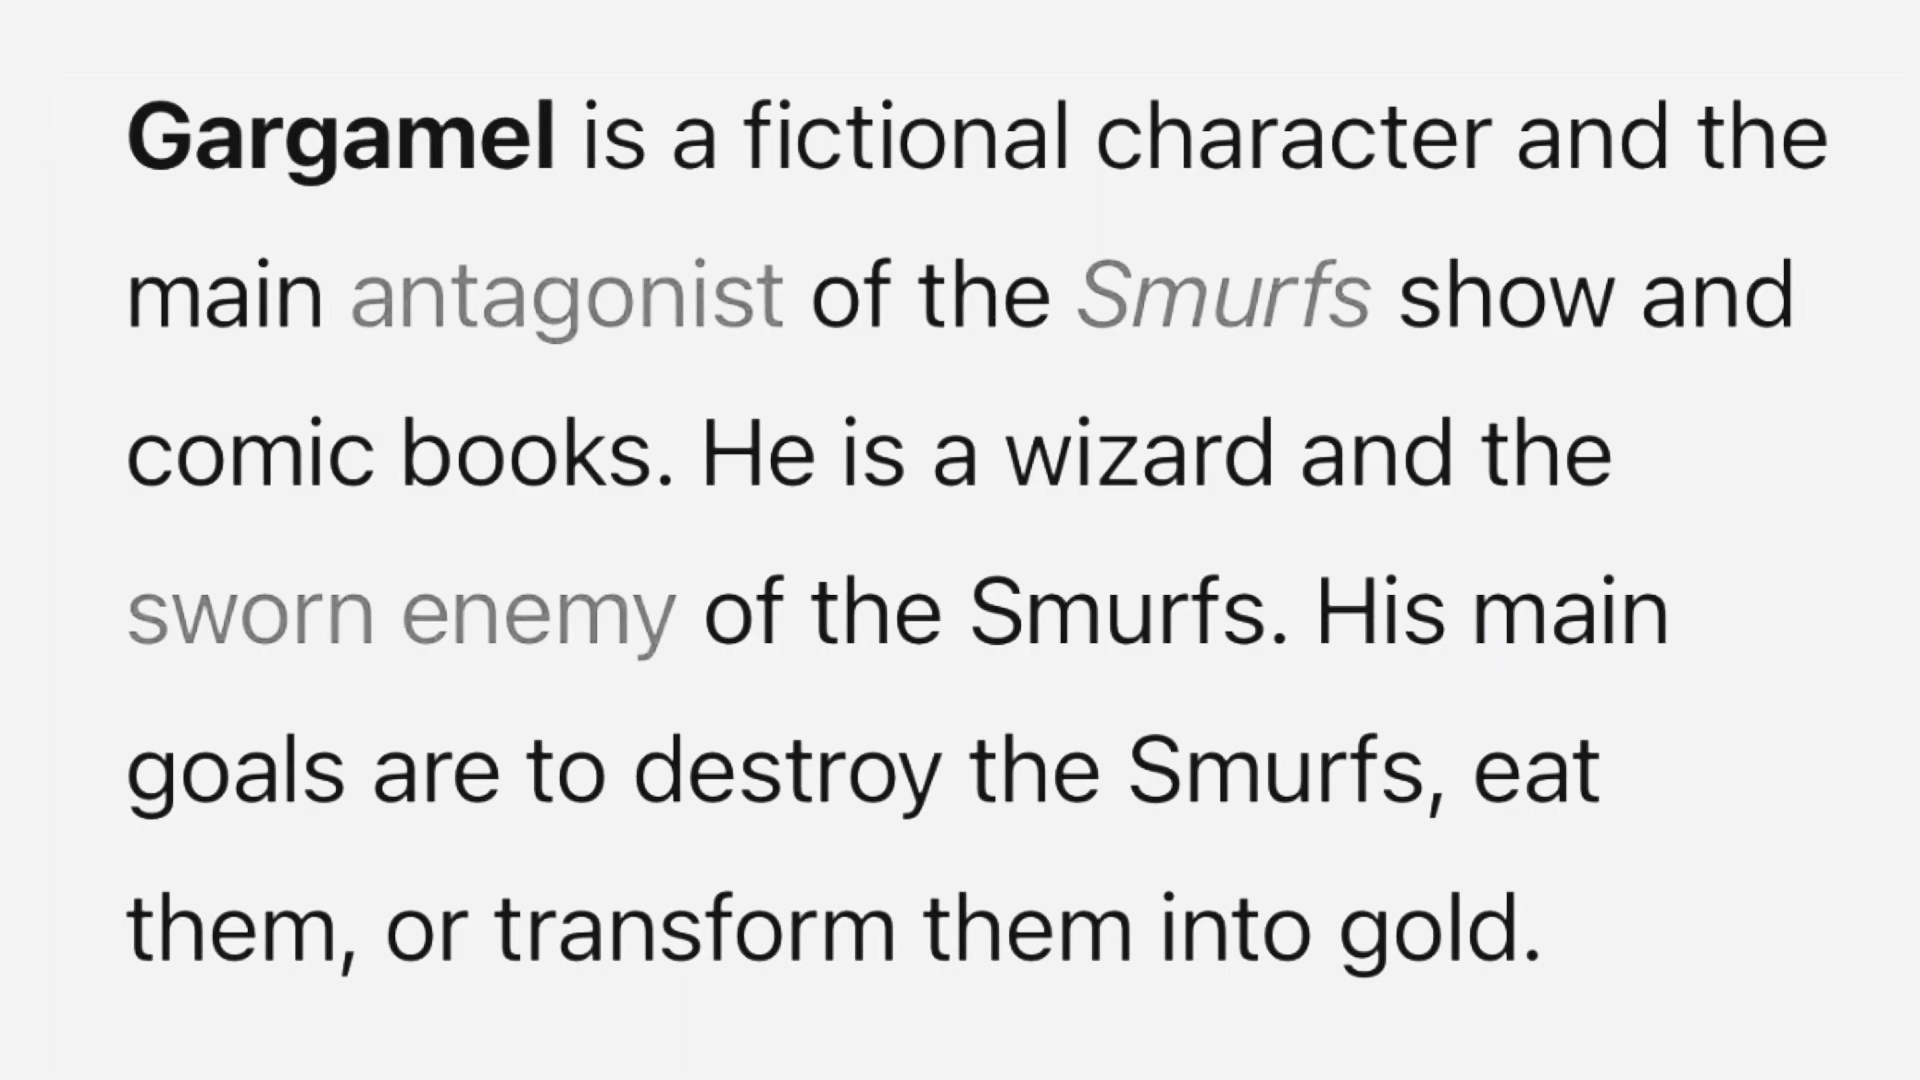 Gargamel is a fictional character and the
main antagonist of the Smurfs show and
comic books. He is a wizard and the
sworn enemy of the Smurfs. His main
goals are to destroy the Smurfs, eat
them, or transform them into gold.